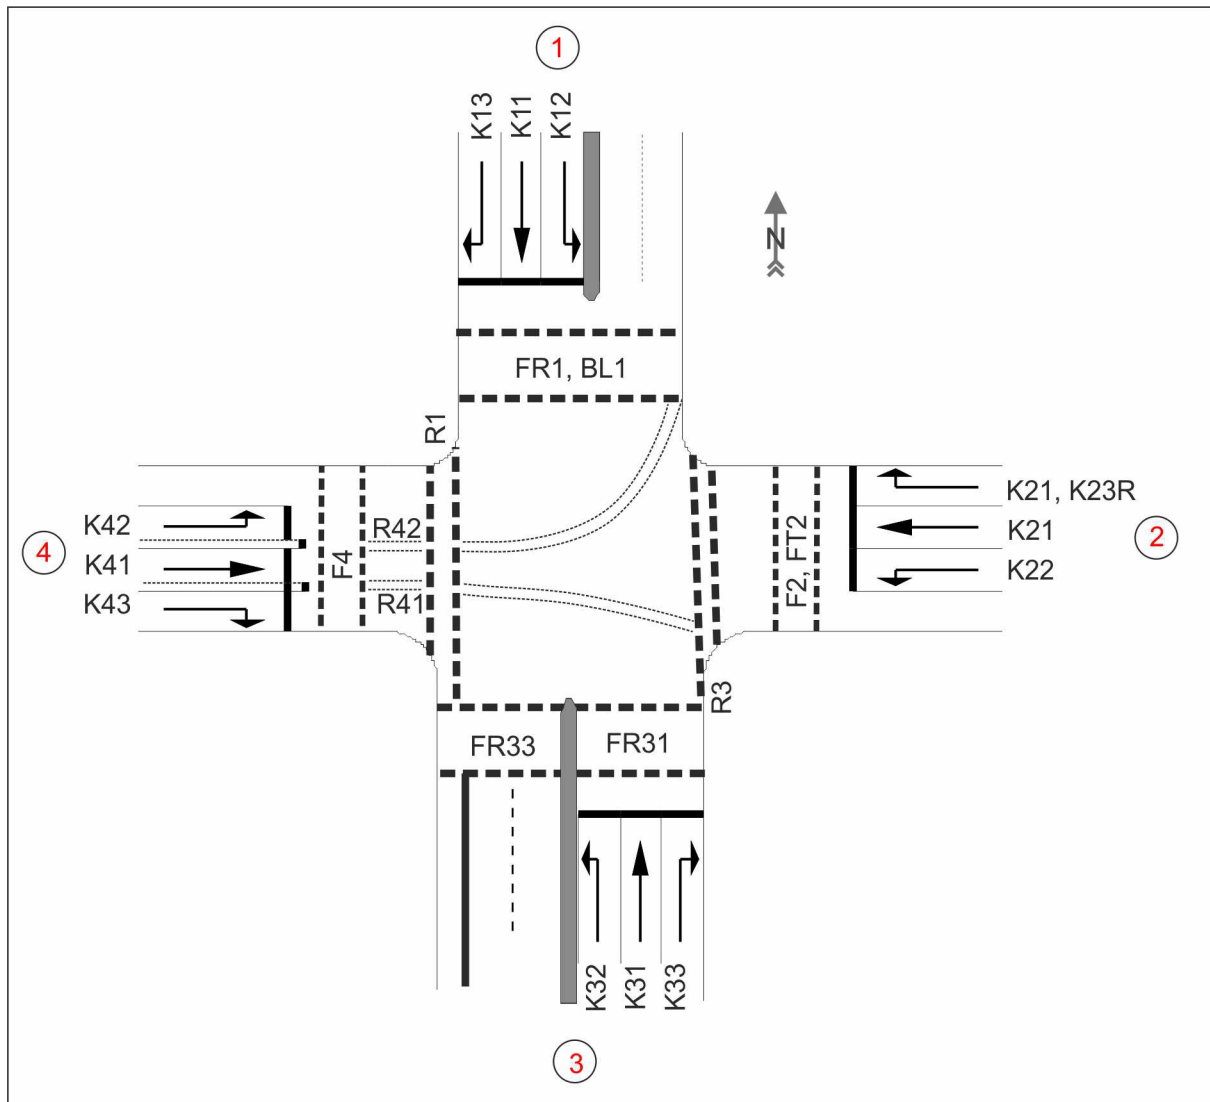 1
K13
K11
K12
N
FR1, BL1
R1
K42
R42
K21, K23R
4
F4
F2, FT2
K21
2
K41
K22
K43
R41
R3
FR33
FR31
K32
K31
K33
3